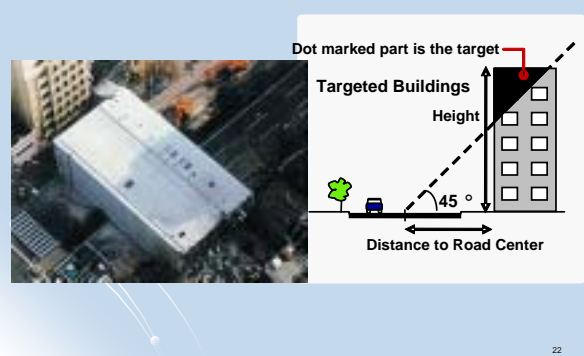 Dot marked part is the target
Targeted Buildings
Height
45 °
Distance to Road Center
22